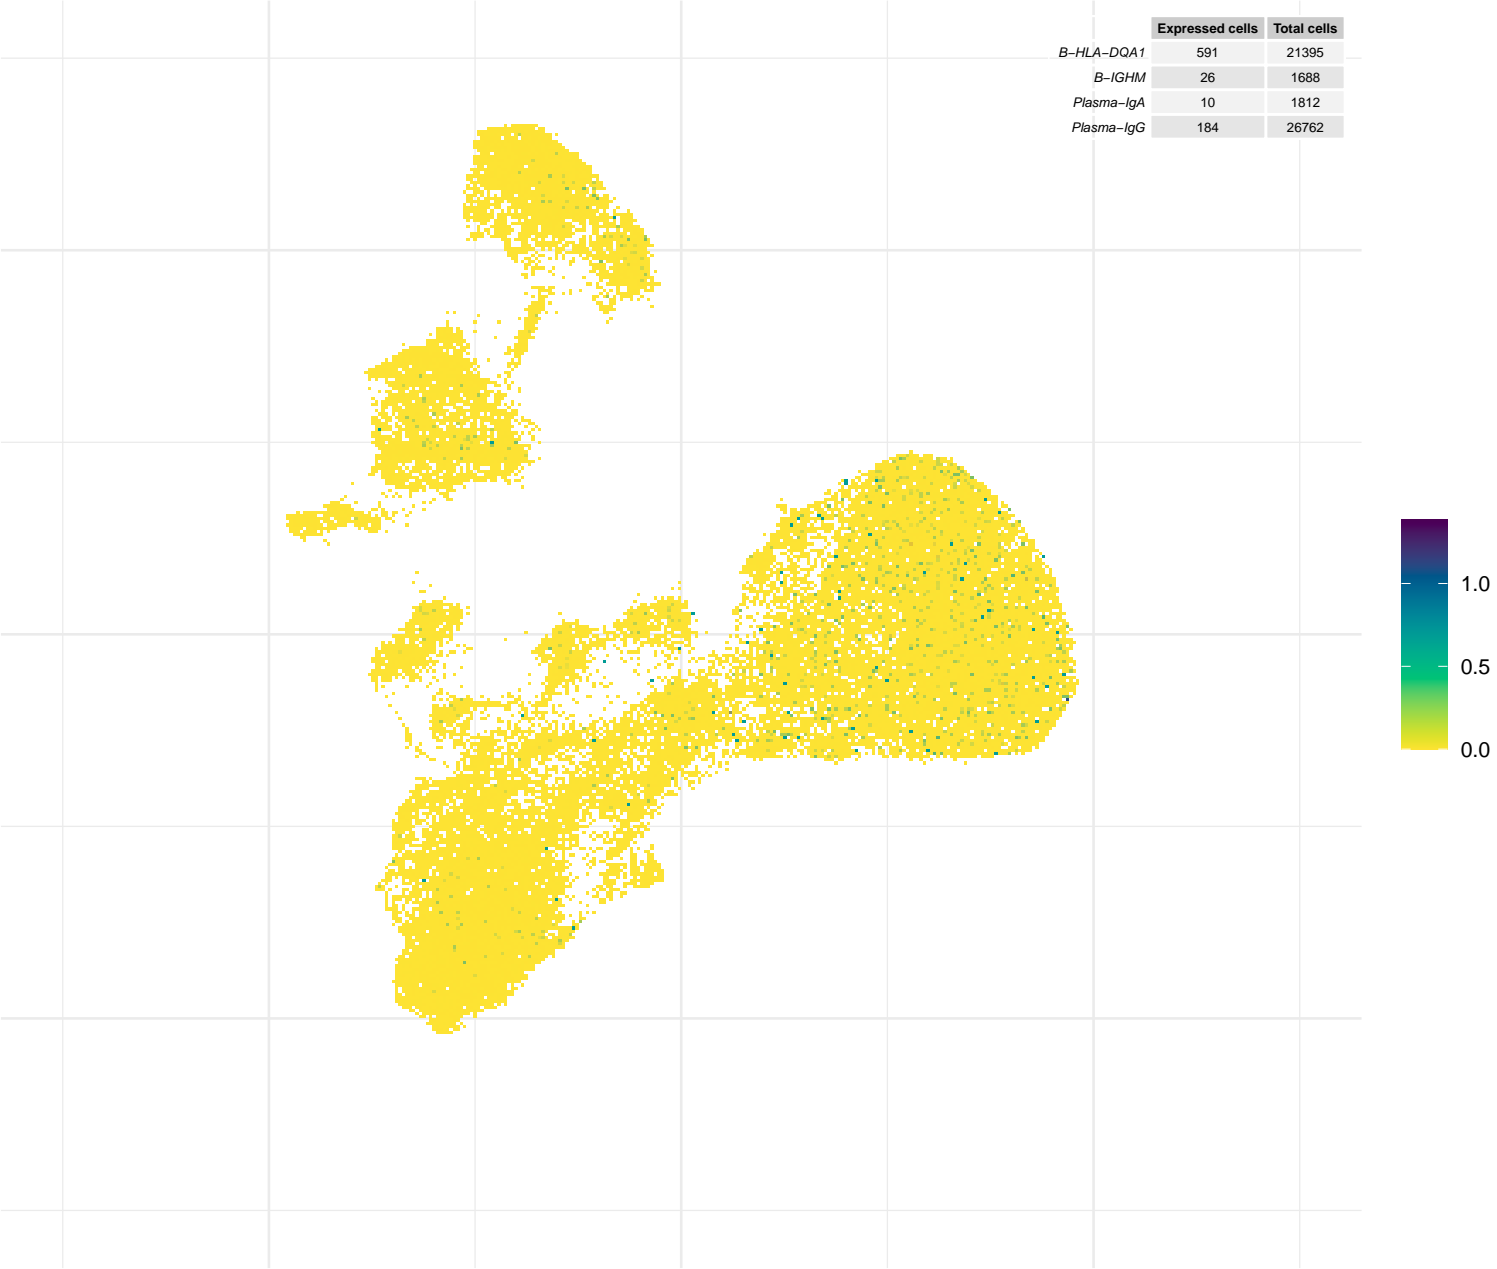 Expressed cells Total cells
B−HLA−DQA1 591 21395
B−IGHM 26 1688
Plasma−IgA 10 1812
Plasma−IgG 184 26762
1.0
0.5
0.0